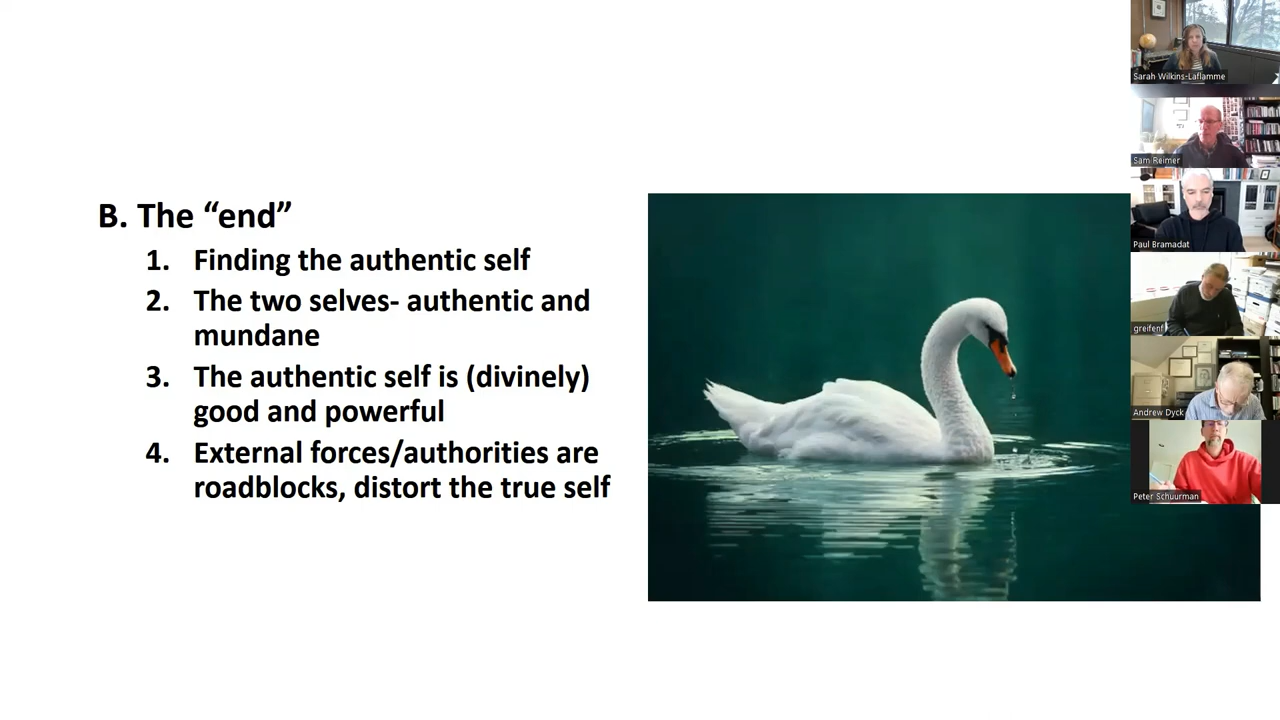 B. The “end”
1. Finding the authentic self
2. The two selves- authentic and
mundane
3. The authentic self is (divinely)
good and powerful
4. External forces/authorities are
roadblocks, distort the true self
Sarah Wilkins-Laflamme
Sam Reimer
Paul Bramadat
greifenf
Andrew Dyck
Peter Schuurman